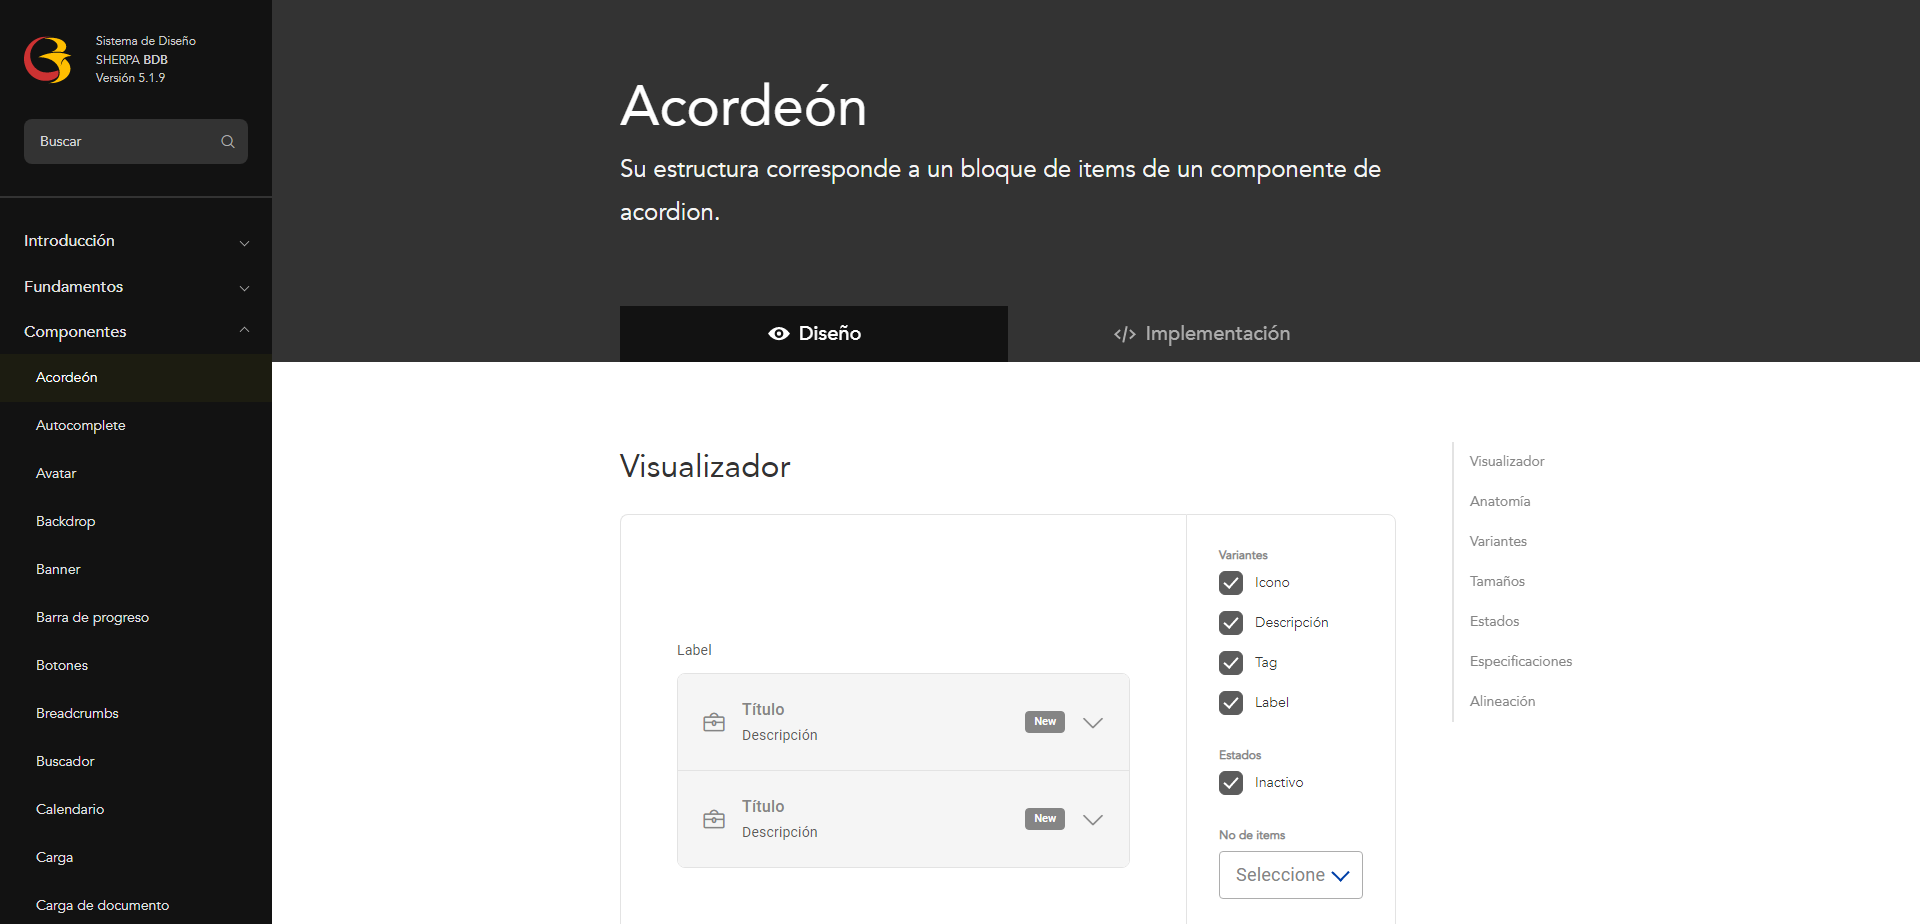 Sistema de Diseño
SHERPA BDB
Versión 5.1.9
Buscar
Introducción
Fundamentos
Componentes
Acordeón
Autocomplete
Avatar
Backdrop
Banner
Barra de progreso
Botones
Breadcrumbs
Buscador
Calendario
Carga
Carga de documento
Acordeón
Su estructura corresponde a un bloque de items de un componente de
acordion.
Diseño
</> Implementación
Visualizador
Label
Título
Descripción
New
Título
Descripción
New
Variantes
Icono
Descripción
Tag
Label
Estados
Inactivo
No de items
Seleccione
Visualizador
Anatomía
Variantes
Tamaños
Estados
Especificaciones
Alineación